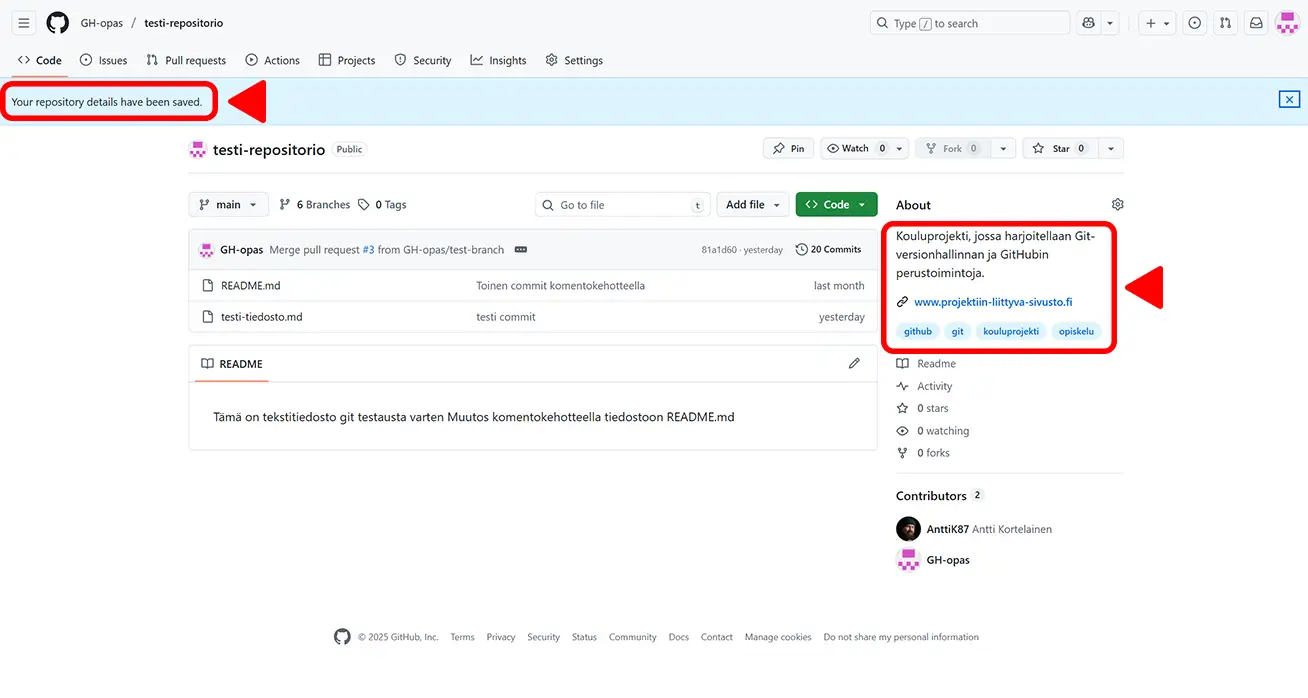 GH-opas / testi-repositorio
Type / to search
Code Issues Pull requests Actions Projects Security Insights Settings
Your repository details have been saved.
testi-repositorio Public
Pin Watch 0 Fork 0 Star 0
main 6 Branches 0 Tags Go to file t Add file Code
GH-opas Merge pull request #3 from GH-opas/test-branch 81a1d60 · yesterday 20 Commits
README.md Toinen commit komentokehotteella last month
testi-tiedosto.md testi commit yesterday
README
Tämä on tekstitiedosto git testausta varten Muutos komentokehotteella tiedostoon README.md
About
Kouluprojekti, jossa harjoitellaan Git-
versionhallinnan ja GitHubin
perustoimintoja.
www.projektiin-liittyva-sivusto.fi
github git kouluprojekti opiskelu
Readme
Activity
0 stars
0 watching
0 forks
Contributors 2
AnttiK87 Antti Kortelainen
GH-opas
© 2025 GitHub, Inc. Terms Privacy Security Status Community Docs Contact Manage cookies Do not share my personal information